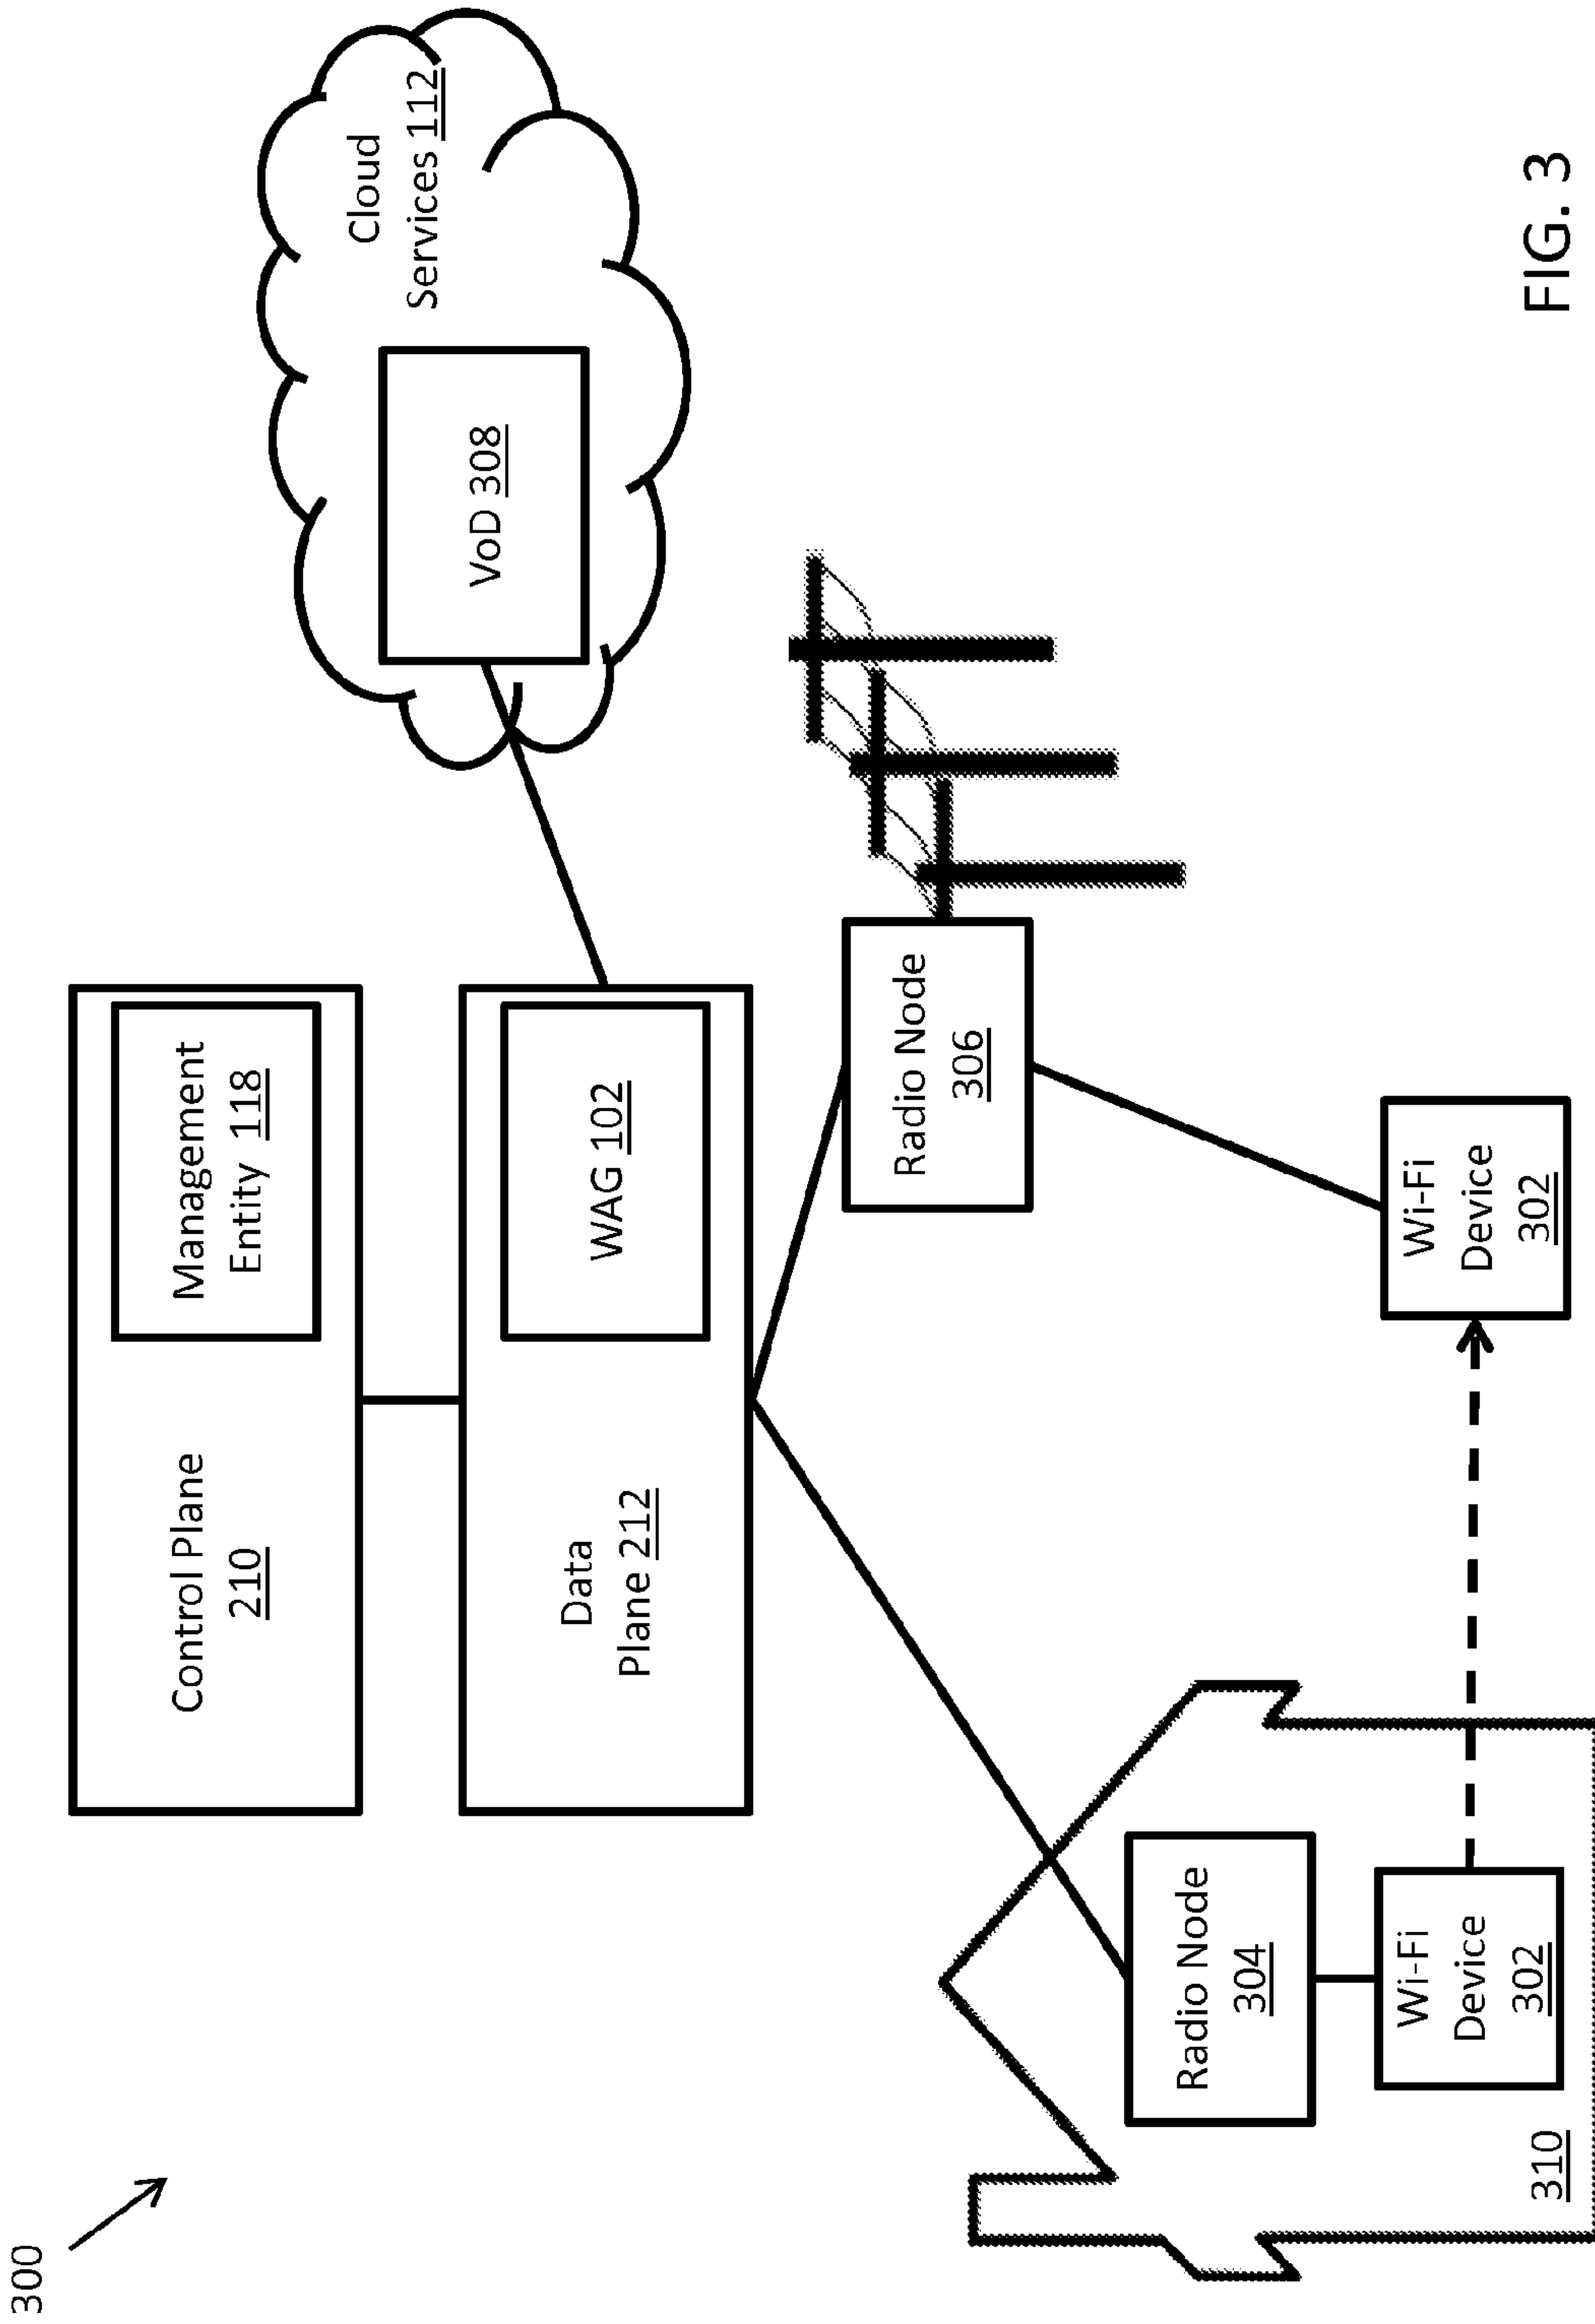 300
Control Plane
210
Management
Entity 118
Data
Plane 212
WAG 102
Cloud
Services 112
VoD 308
Radio Node
304
Wi-Fi
Device
302
310
Radio Node
306
Wi-Fi
Device
302
FIG. 3